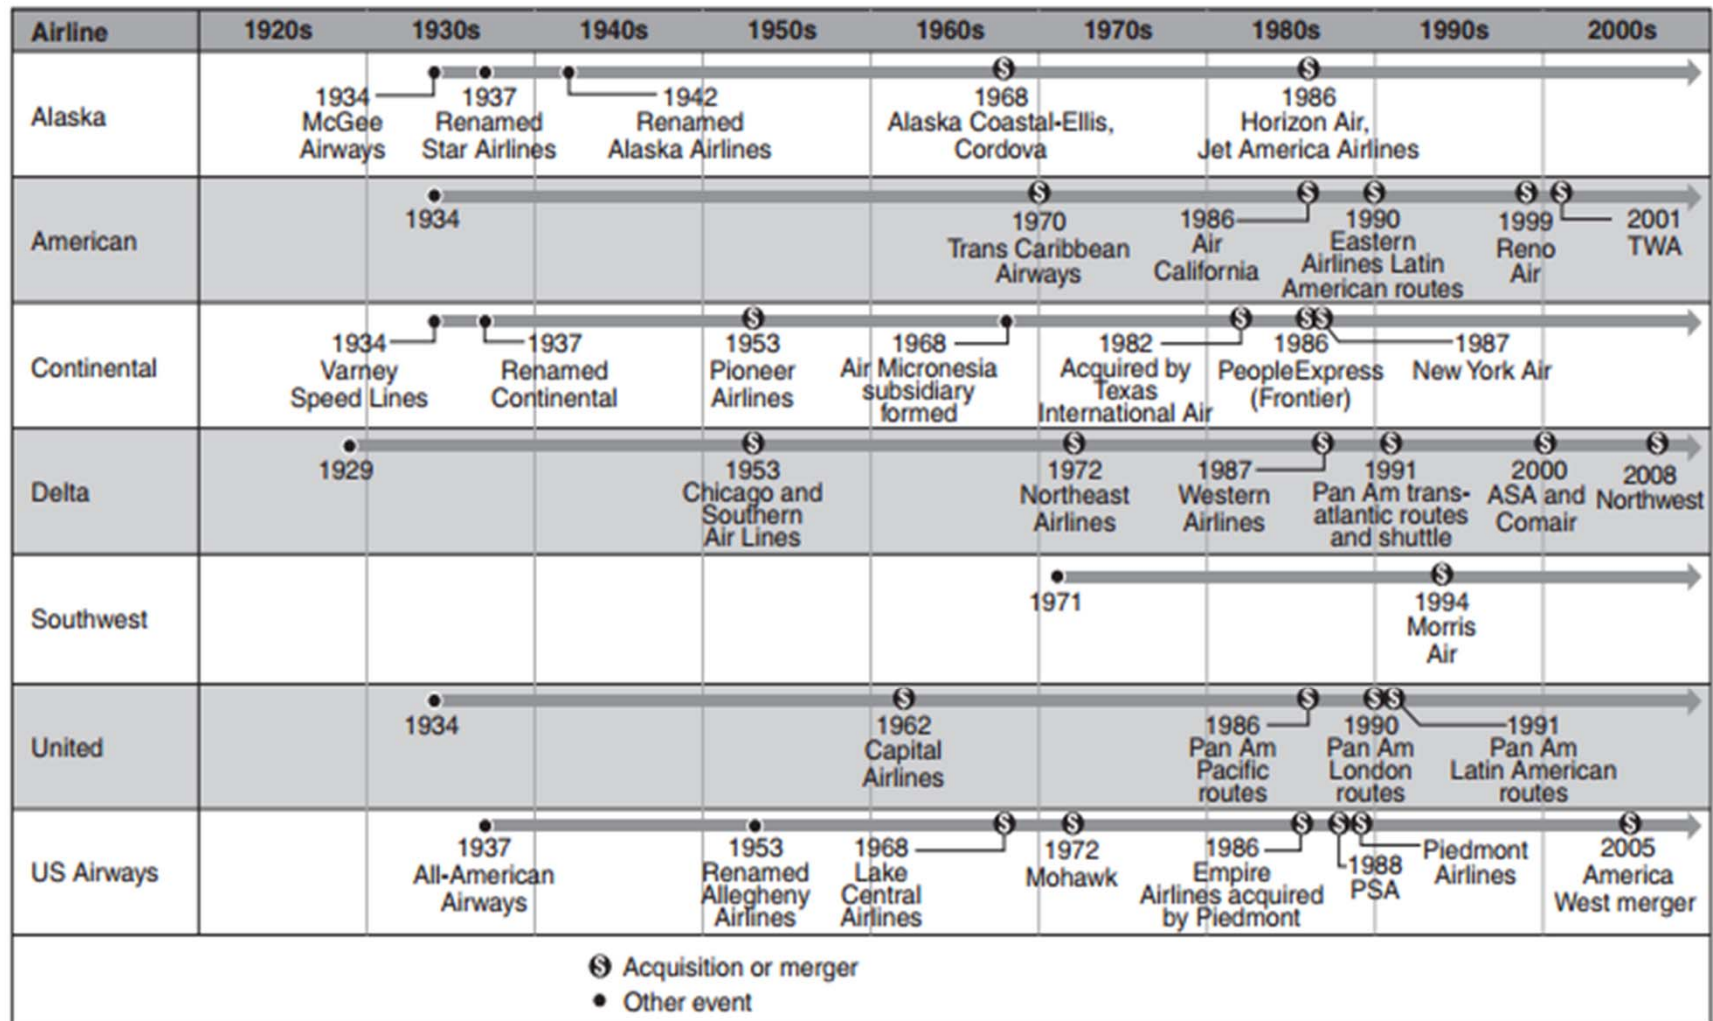 Airline 1920s 1930s 1940s 1950s 1960s 1970s 1980s 1990s 2000s
Alaska
1934
McGee
Airways
1937
Renamed
Star Airlines
1942
Renamed
Alaska Airlines
1968
Alaska Coastal-Ellis,
Cordova
1986
Horizon Air,
Jet America Airlines
American
1934
1970
Trans Caribbean
Airways
1986
Air
California
1990
Eastern
Airlines Latin
American routes
1999
Reno
Air
2001
TWA
Continental
1934
Varney
Speed Lines
1937
Renamed
Continental
1953
Pioneer
Airlines
1968
Air Micronesia
subsidiary
formed
1982
Acquired by
Texas
International Air
1986
PeopleExpress
(Frontier)
1987
New York Air
Delta
1929
1953
Chicago and
Southern
Air Lines
1972
Northeast
Airlines
1987
Western
Airlines
1991
Pan Am trans-
atlantic routes
and shuttle
2000
ASA and
Comair
2008
Northwest
Southwest
1971
1994
Morris
Air
United
1934
1962
Capital
Airlines
1986
Pan Am
Pacific
routes
1990
Pan Am
London
routes
1991
Pan Am
Latin American
routes
US Airways
1937
All-American
Airways
1953
Renamed
Allegheny
Airlines
1968
Lake
Central
Airlines
1972
Mohawk
1986
Empire
Airlines acquired
by Piedmont
1988
PSA
Piedmont
Airlines
2005
America
West merger
Acquisition or merger
Other event